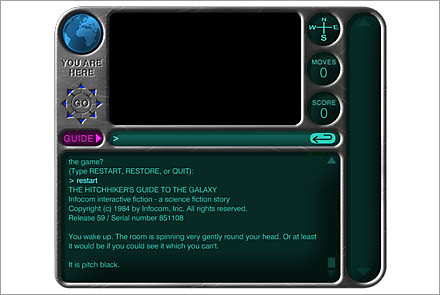 N
W E
S
YOU ARE
HERE
MOVES
0
GO
SCORE
0
GUIDE
>
the game?
(Type RESTART, RESTORE, or QUIT):
> restart
THE HITCHHIKER'S GUIDE TO THE GALAXY
Infocom interactive fiction - a science fiction story
Copyright (c) 1984 by Infocom, Inc. All rights reserved.
Release 59 / Serial number 851108
You wake up. The room is spinning very gently round your head. Or at least
it would be if you could see it which you can't.
It is pitch black.